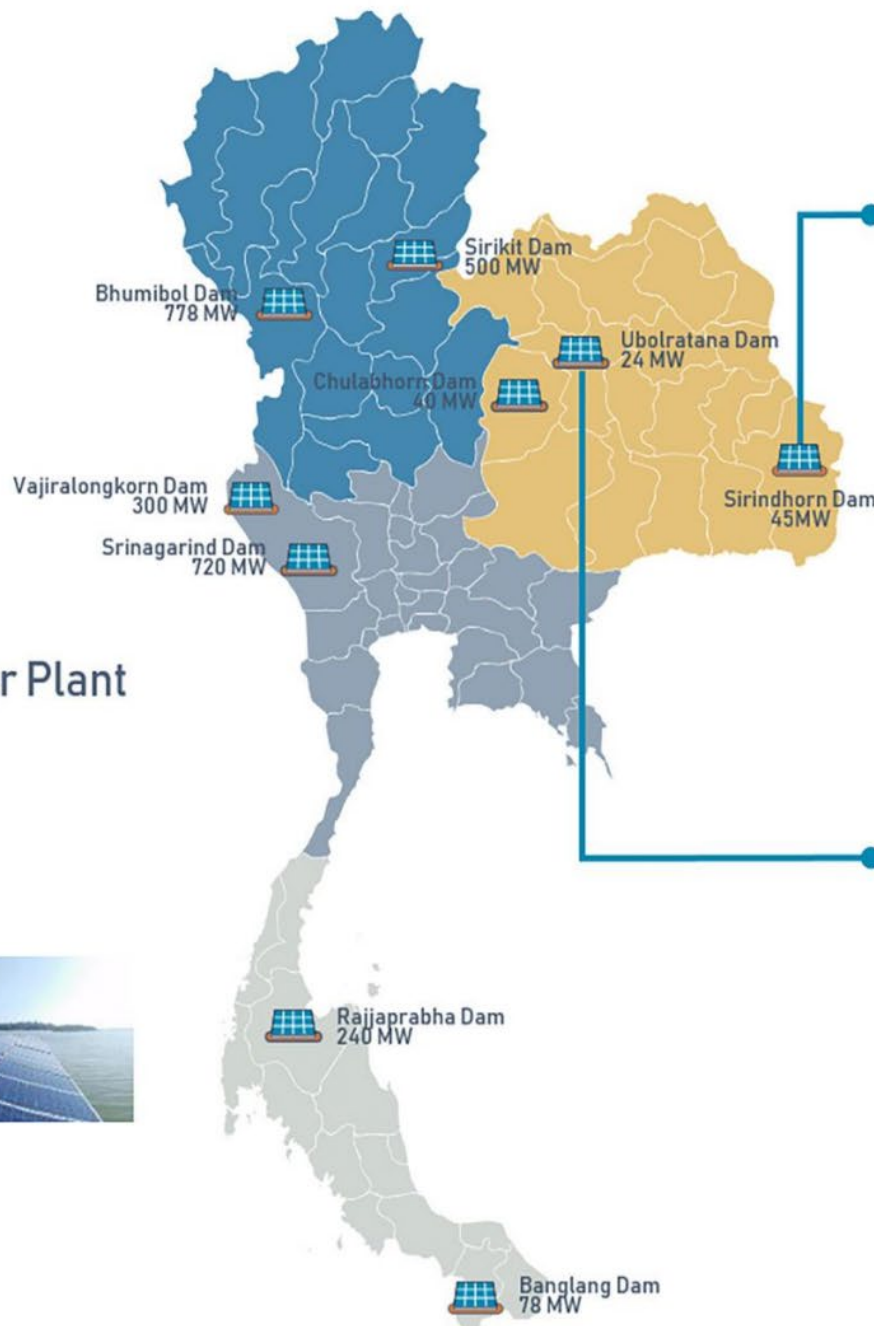 Sirikit Dam
500 MW
Bhumibol Dam
778 MW
Ubolratana Dam
24 MW
Chulabhorn Dam
40 MW
Vajiralongkorn Dam
300 MW
Sirindhorn Dam
45MW
Srinagarind Dam
720 MW
r Plant
Rajjaprabha Dam
240 MW
Banglang Dam
78 MW